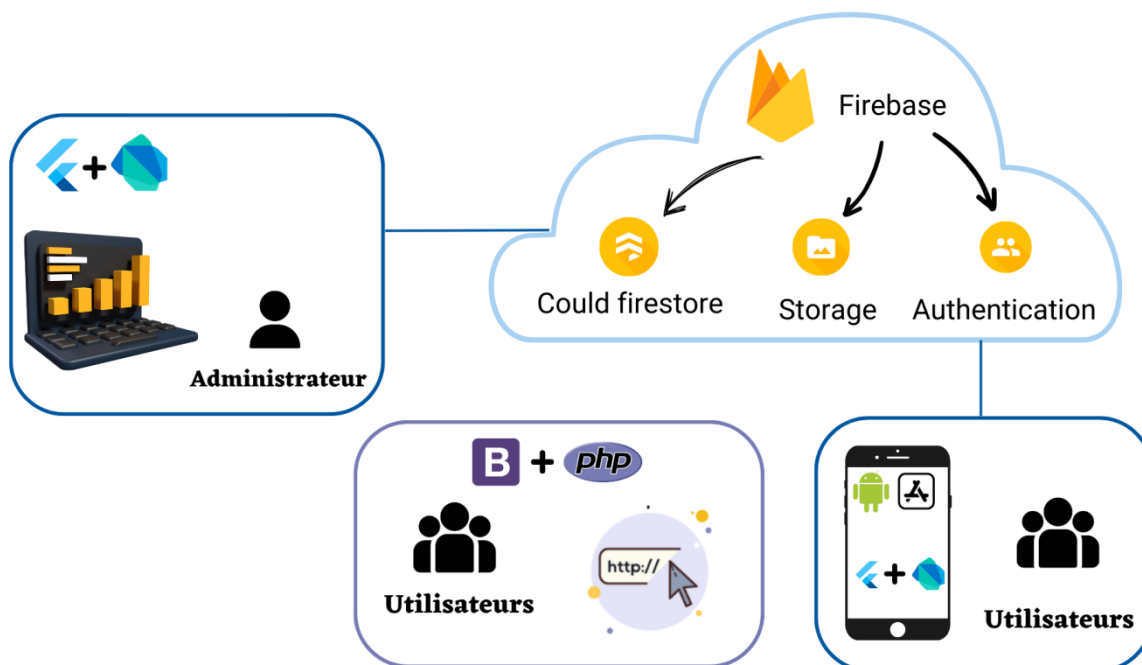 Firebase
Could firestore
Storage
Authentication
Administrateur
B
php
http://
Utilisateurs
Utilisateurs